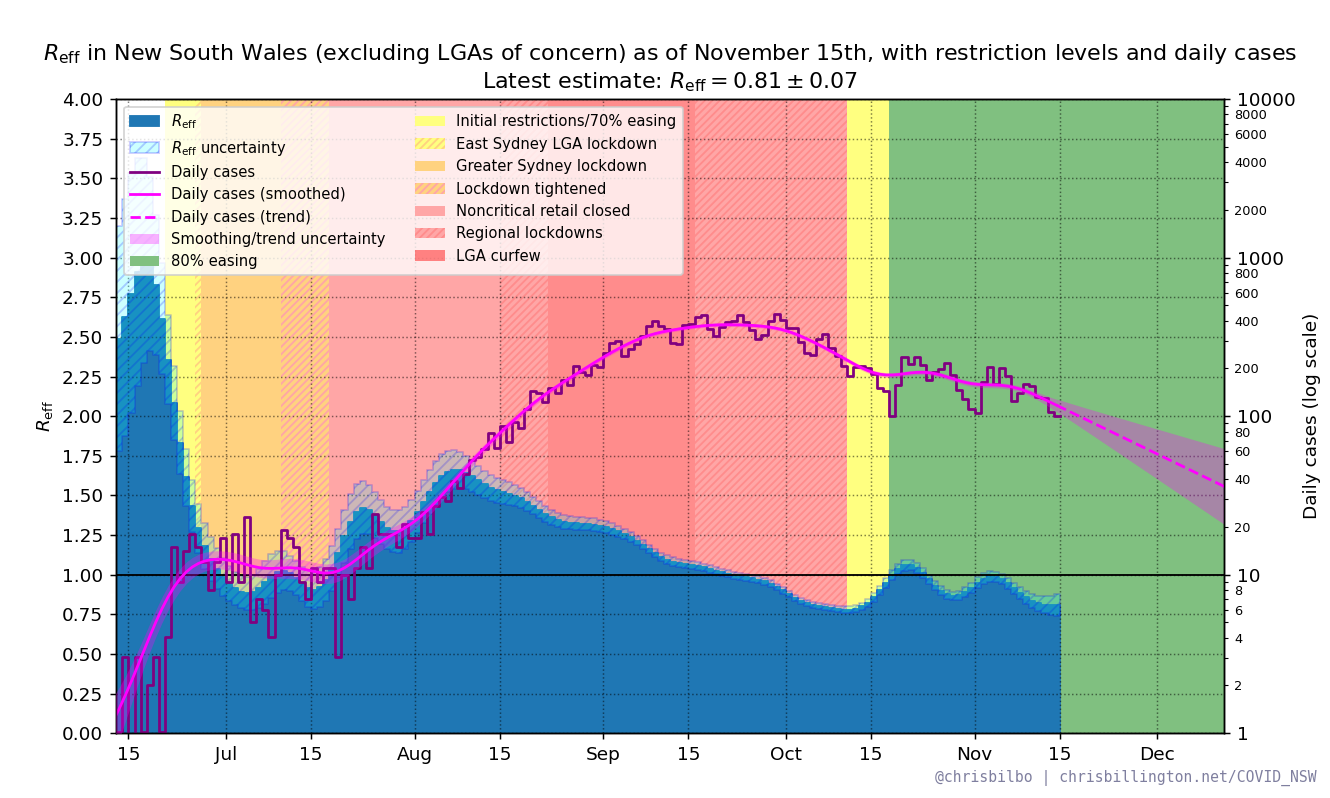 Reff in New South Wales (excluding LGAs of concern) as of November 15th, with restriction levels and daily cases
Latest estimate: Reff = 0.81 ± 0.07
Reff
Reff uncertainty
Daily cases
Daily cases (smoothed)
Daily cases (trend)
Smoothing/trend uncertainty
80% easing
Initial restrictions/70% easing
East Sydney LGA lockdown
Greater Sydney lockdown
Lockdown tightened
Noncritical retail closed
Regional lockdowns
LGA curfew
4.00
3.75
3.50
3.25
3.00
2.75
2.50
2.25
2.00
1.75
1.50
1.25
1.00
0.75
0.50
0.25
0.00
Reff
10000
8000
6000
4000
2000
1000
800
600
400
200
100
80
60
40
20
10
8
6
4
2
1
Daily cases (log scale)
15 Jul 15 Aug 15 Sep 15 Oct 15 Nov 15 Dec
@chrisbilbo | chrisbillington.net/COVID_NSW